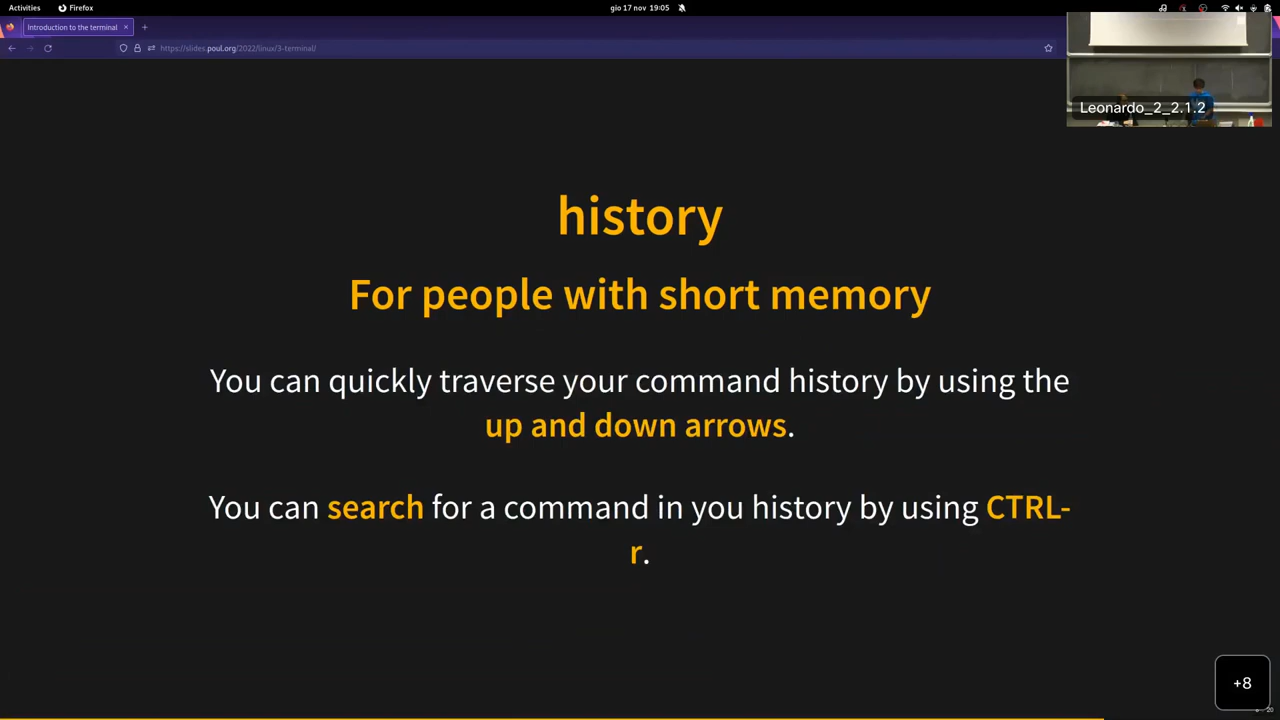 Activities
Firefox
gio 17 nov 19:05
Introduction to the terminal
https://slides.poul.org/2022/linux/3-terminal/
Leonardo_2_2.1.2
history
For people with short memory
You can quickly traverse your command history by using the
up and down arrows.
You can search for a command in you history by using CTRL-
r.
+8